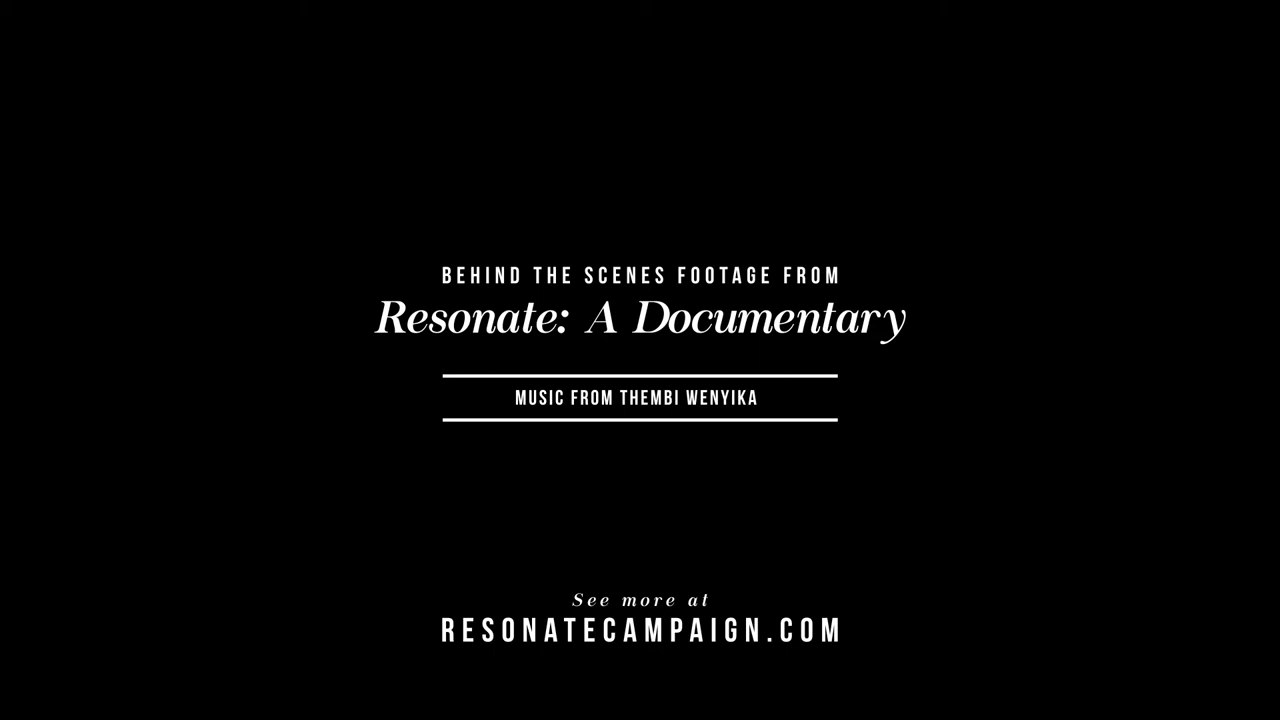 BEHIND THE SCENES FOOTAGE FROM
Resonate: A Documentary
MUSIC FROM THEMBI WENYIKA
See more at
RESONATECAMPAIGN.COM